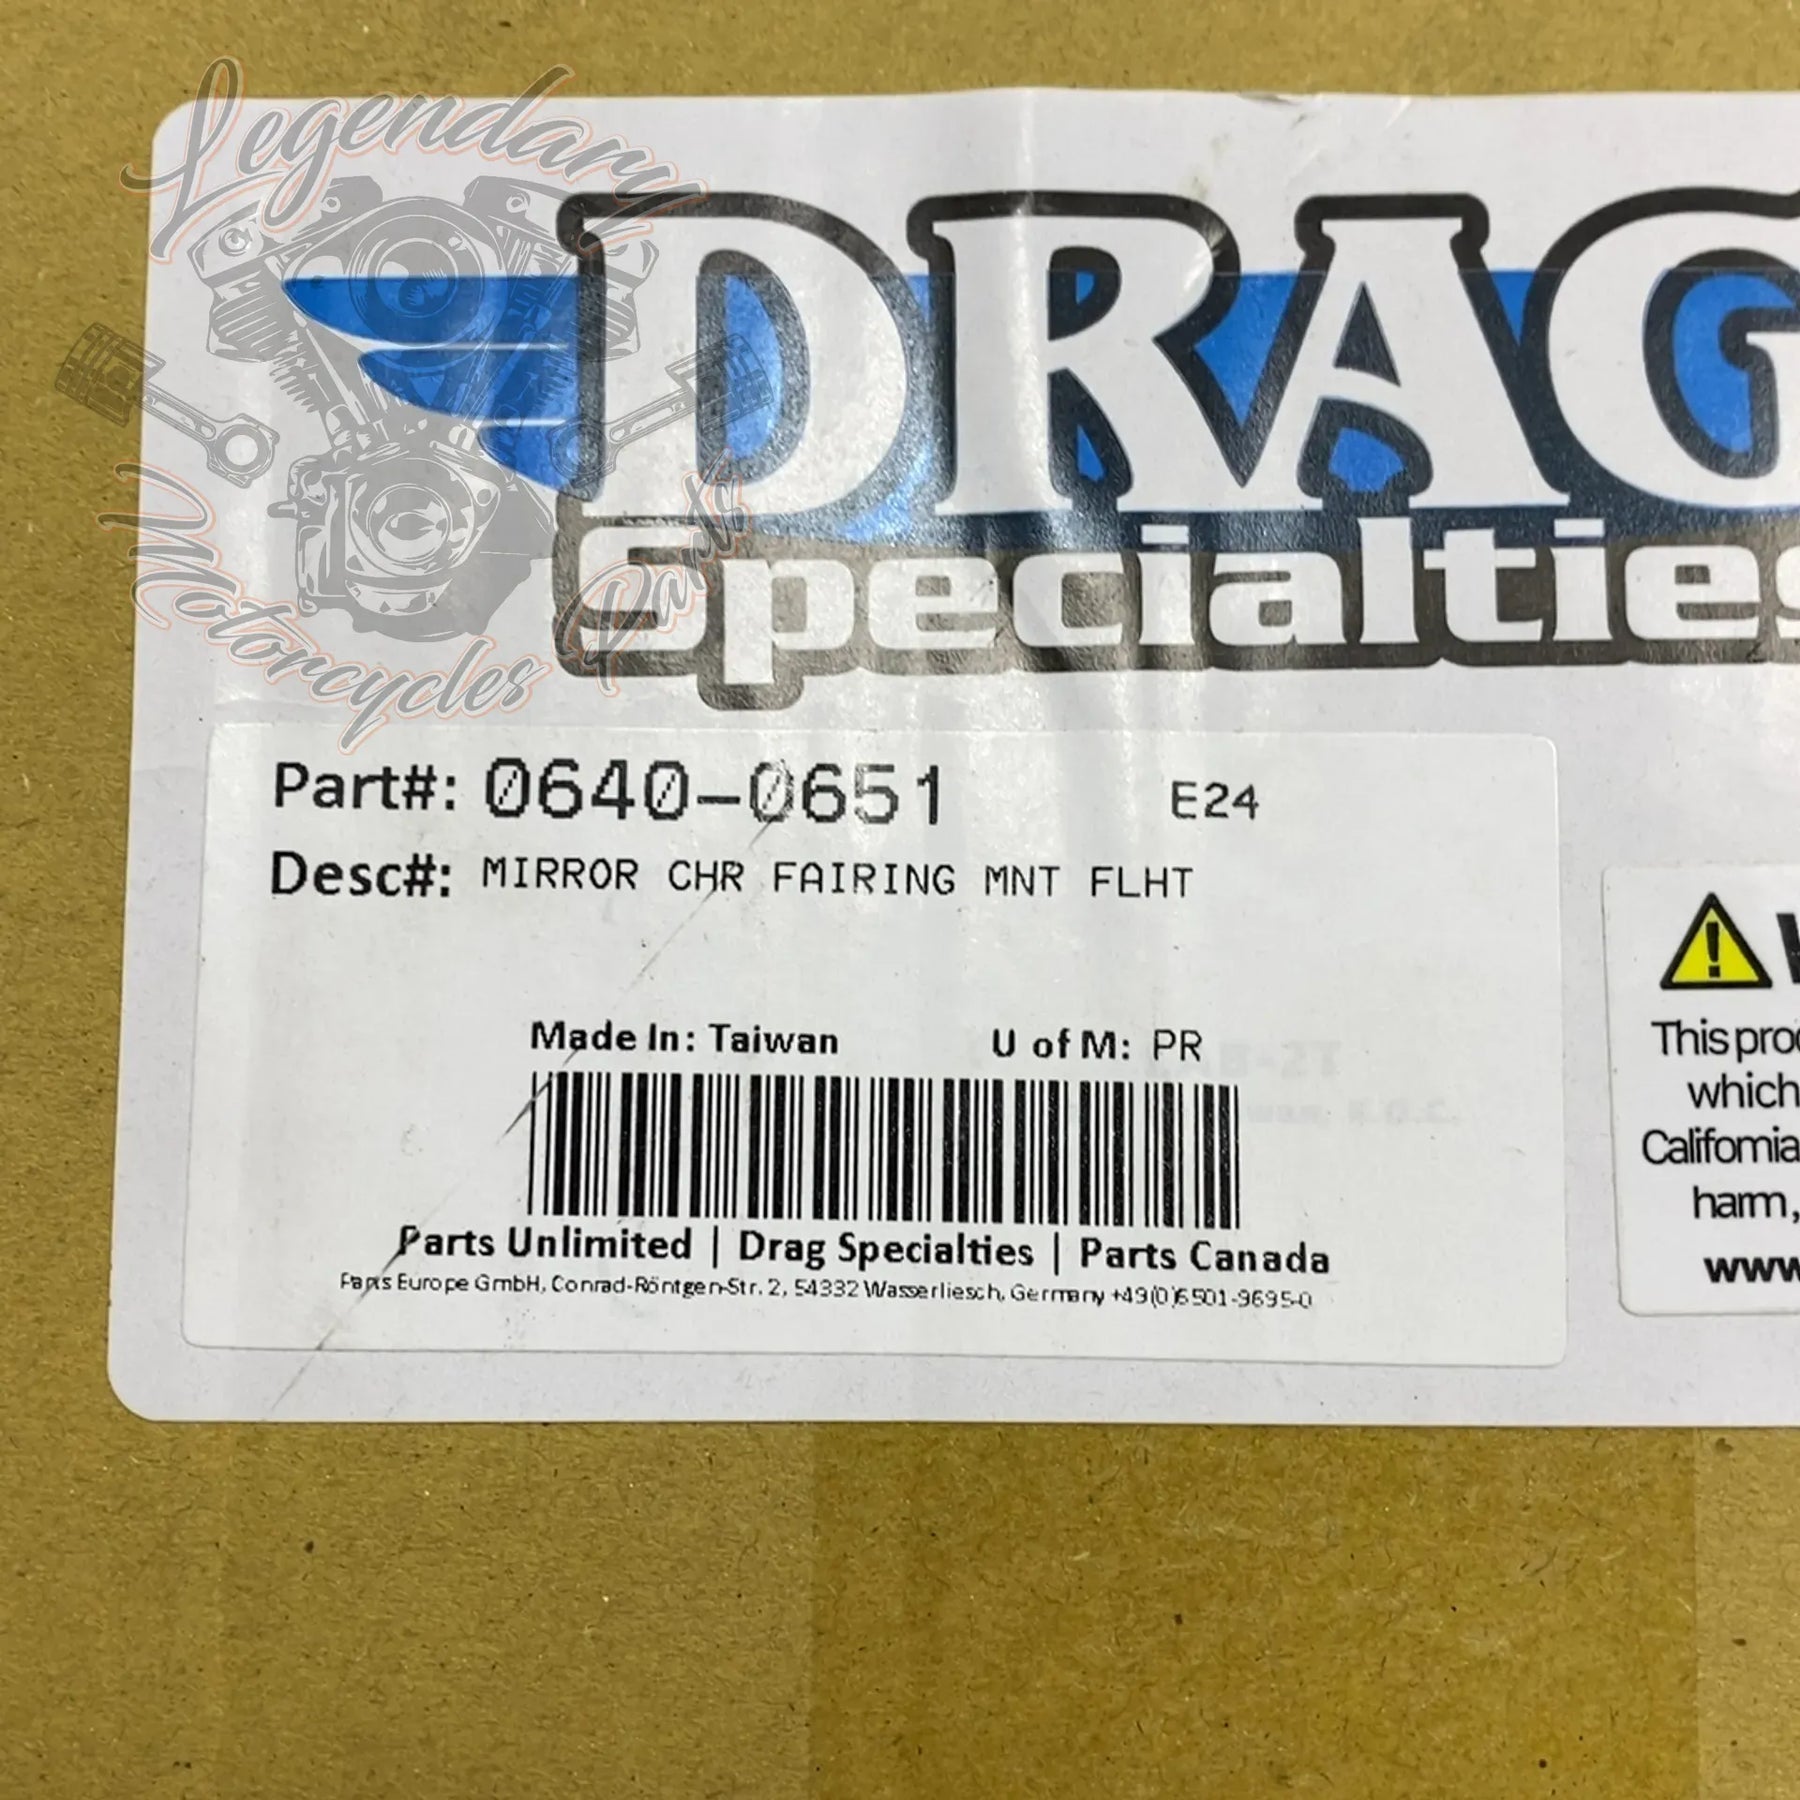 Legendary
Motorcycles Parts
DRAG
Specialties
Part#: 0640-0651 E24
Desc#: MIRROR CHR FAIRING MNT FLHT
Made In: Taiwan U of M: PR
Parts Unlimited | Drag Specialties | Parts Canada
Parts Europe GmbH, Conrad-Röntgen-Str. 2, 54332 Wasserliesch, Germany +49(0)6501-9695-0
This
which
California
harm,
www